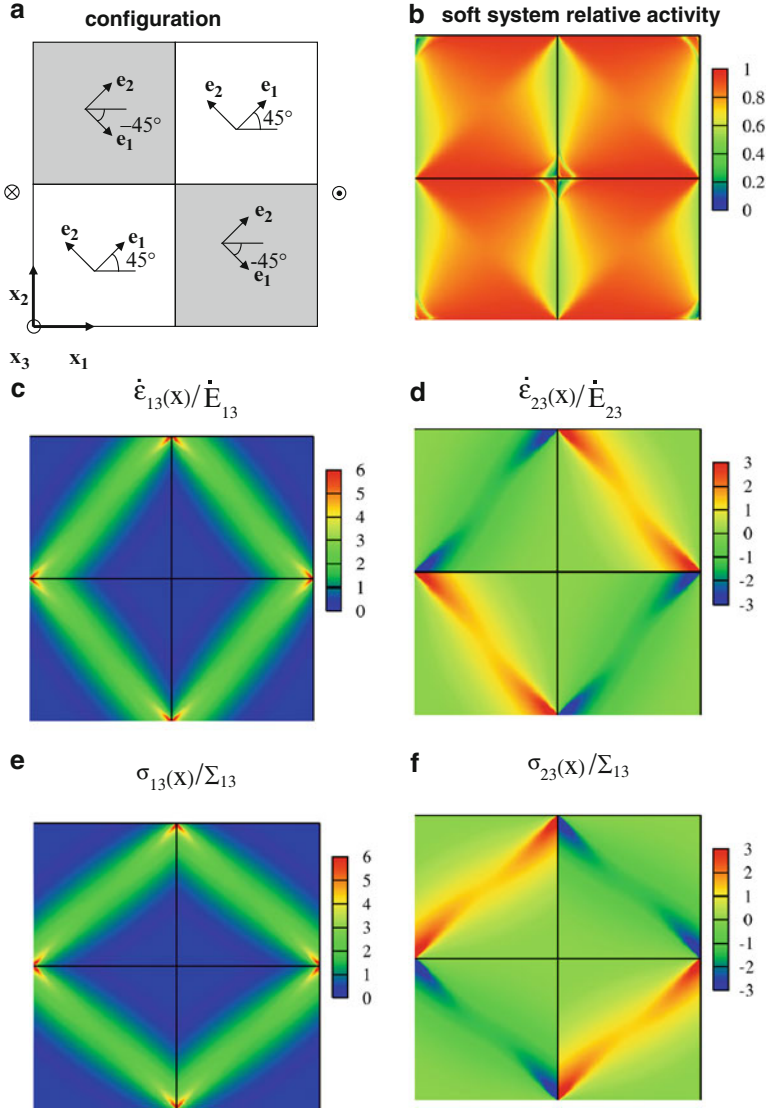 a configuration
e₂
e₁
−45°
e₂
e₁
45°
e₂
e₁
45°
e₂
e₁
-45°
x₂
x₃
x₁
b soft system relative activity
1
0.8
0.6
0.4
0.2
0
c ε̇₁₃(x)/Ė₁₃
6
5
4
3
2
1
0
d ε̇₂₃(x)/Ė₂₃
3
2
1
0
-1
-2
-3
e σ₁₃(x)/Σ₁₃
6
5
4
3
2
1
0
f σ₂₃(x)/Σ₁₃
3
2
1
0
-1
-2
-3